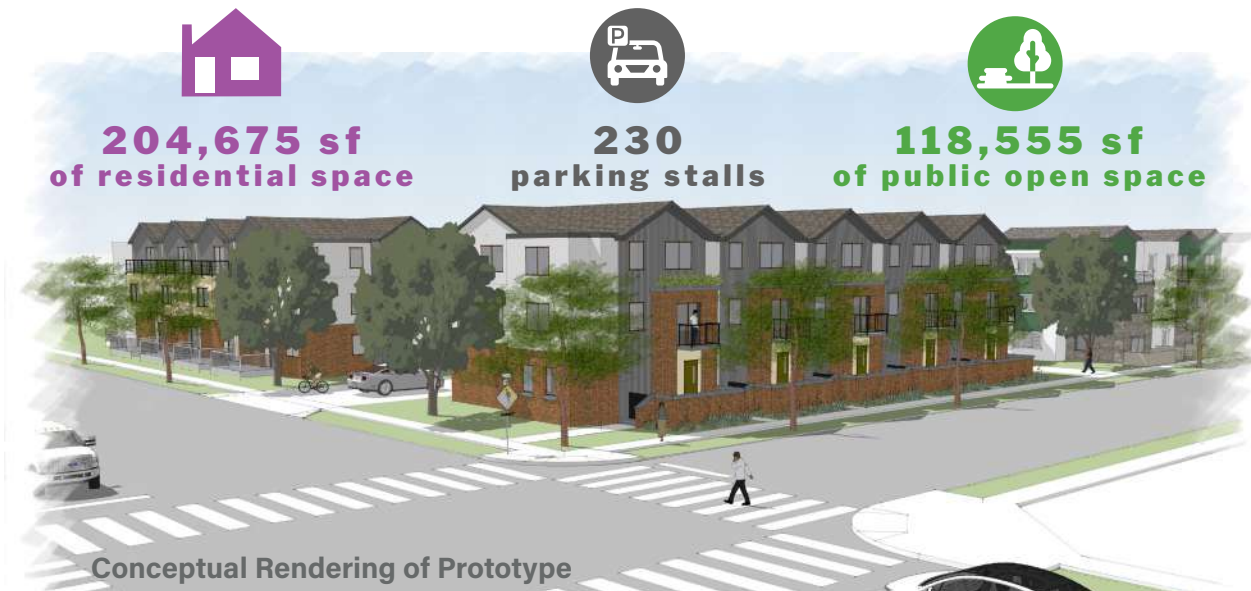 P
204,675 sf
of residential space
230
parking stalls
118,555 sf
of public open space
Conceptual Rendering of Prototype